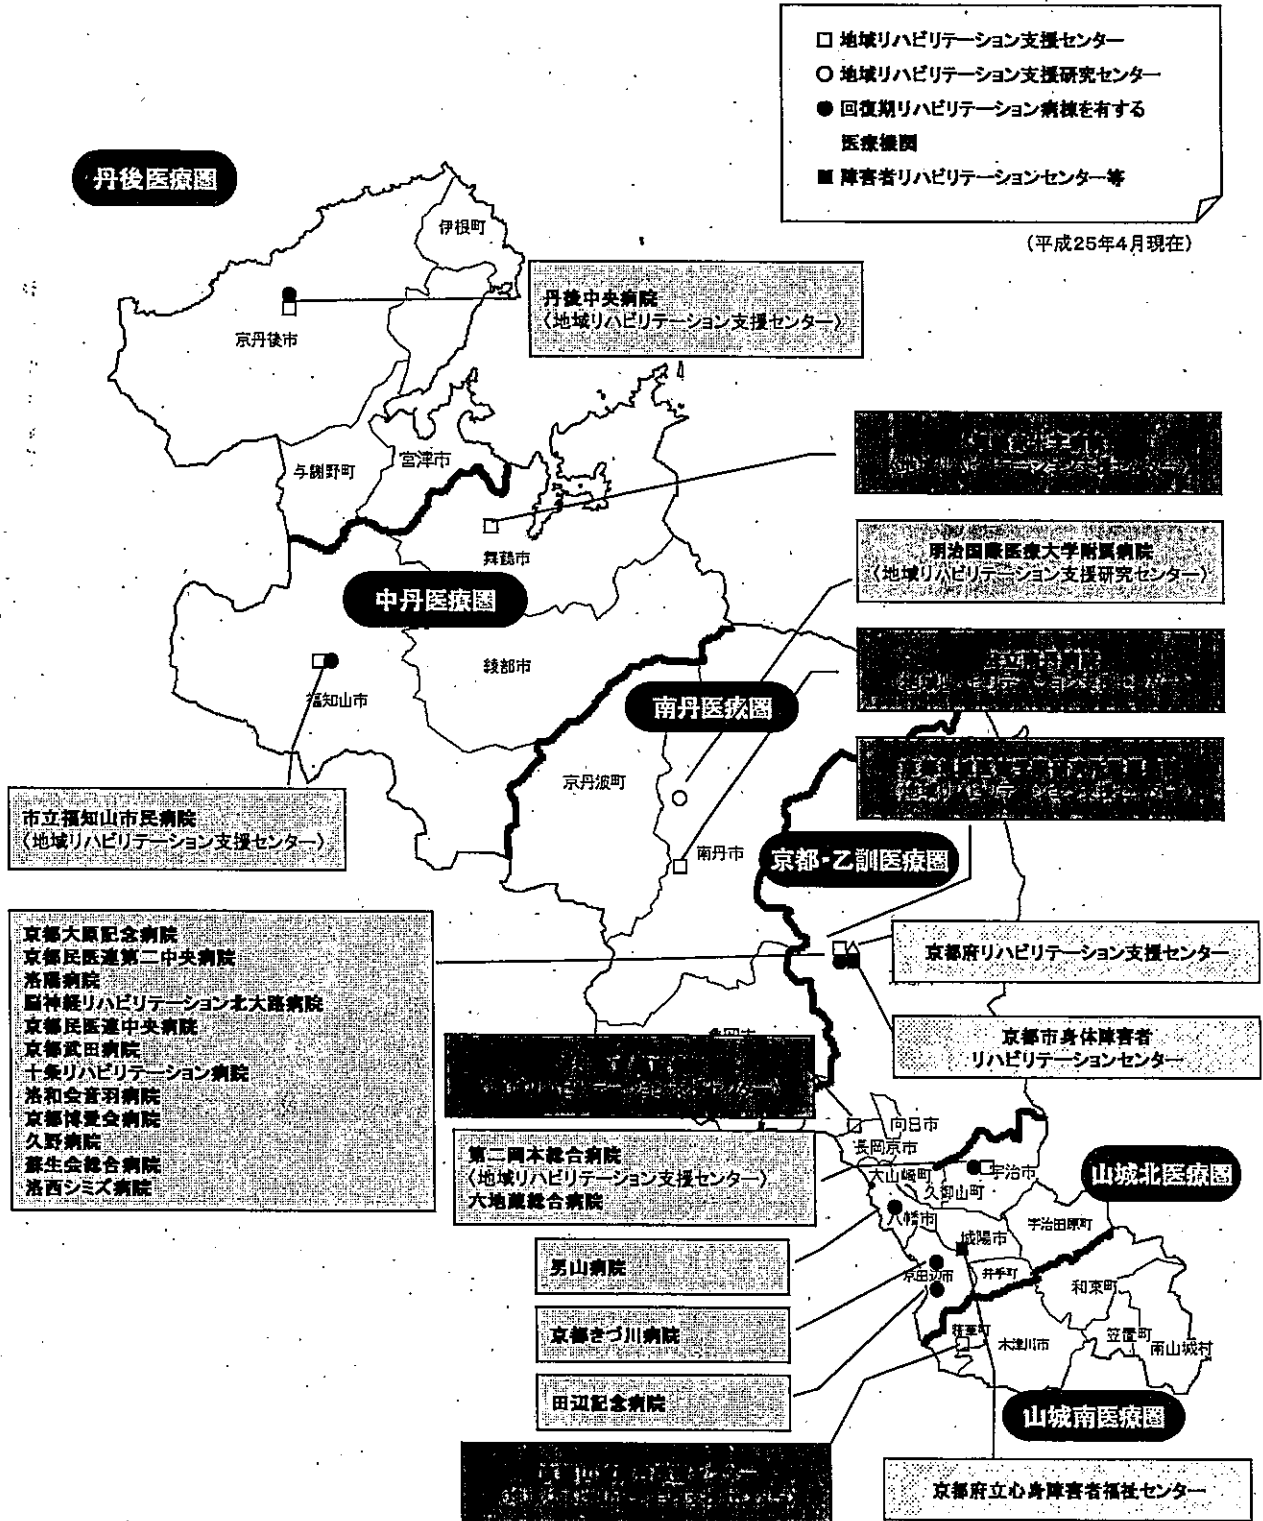 □ 地域リハビリテーション支援センター
○ 地域リハビリテーション支援研究センター
● 回復期リハビリテーション病棟を有する
医療機関
■ 障害者リハビリテーションセンター等
(平成25年4月現在)
丹後医療圏
伊根町
丹後中央病院
〈地域リハビリテーション支援センター〉
京丹後市
与謝野町
宮津市
舞鶴市
明治国際医療大学附属病院
〈地域リハビリテーション支援研究センター〉
中丹医療圏
綾部市
福知山市
南丹医療圏
京丹波町
市立福知山市民病院
〈地域リハビリテーション支援センター〉
南丹市
京都・乙訓医療圏
京都大原記念病院
京都民医連第二中央病院
洛陽病院
脳神経リハビリテーション北大路病院
京都民医連中央病院
京都武田病院
十条リハビリテーション病院
洛和会音羽病院
京都博愛会病院
久野病院
蘇生会総合病院
洛西シミズ病院
京都府リハビリテーション支援センター
京都市身体障害者
リハビリテーションセンター
向日市
長岡京市
第二岡本総合病院
〈地域リハビリテーション支援センター〉
六地蔵総合病院
大山崎町
宇治市
久御山町
山城北医療圏
八幡市
宇治田原町
城陽市
男山病院
京田辺市
井手町
和束町
京都きづ川病院
精華町
木津川市
笠置町
南山城村
田辺記念病院
山城南医療圏
京都府立心身障害者福祉センター